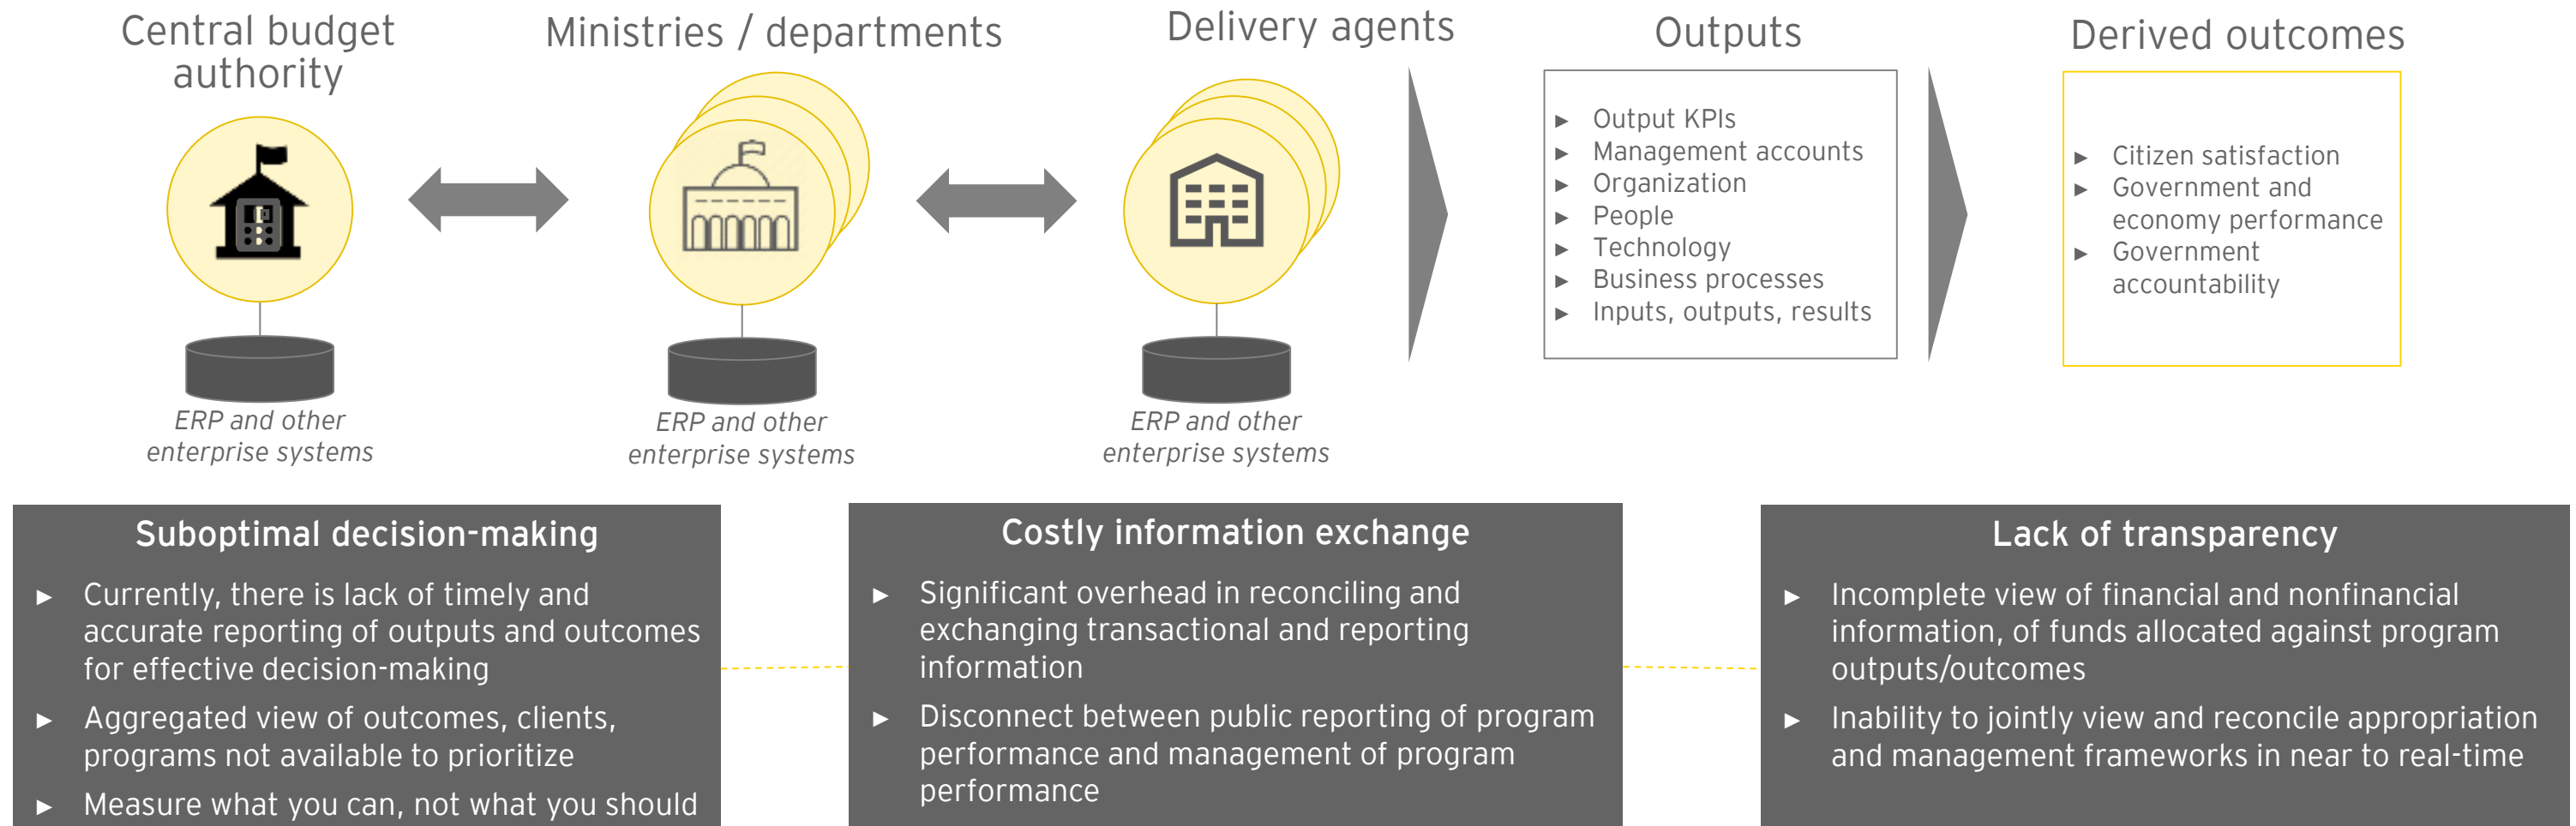 Central budget
authority
Ministries / departments
Delivery agents
Outputs
Derived outcomes
► Output KPIs
► Management accounts
► Organization
► People
► Technology
► Business processes
► Inputs, outputs, results
► Citizen satisfaction
► Government and
economy performance
► Government
accountability
ERP and other
enterprise systems
ERP and other
enterprise systems
ERP and other
enterprise systems
Suboptimal decision-making
► Currently, there is lack of timely and
accurate reporting of outputs and outcomes
for effective decision-making
► Aggregated view of outcomes, clients,
programs not available to prioritize
► Measure what you can, not what you should
Costly information exchange
► Significant overhead in reconciling and
exchanging transactional and reporting
information
► Disconnect between public reporting of program
performance and management of program
performance
Lack of transparency
► Incomplete view of financial and nonfinancial
information, of funds allocated against program
outputs/outcomes
► Inability to jointly view and reconcile appropriation
and management frameworks in near to real-time